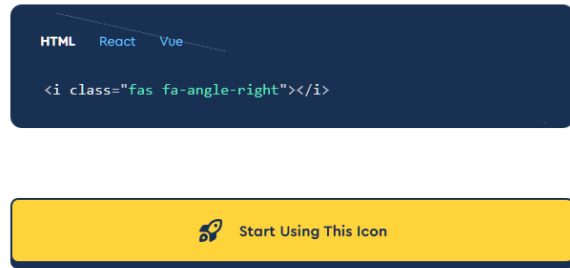 HTML React Vue
<i class="fas fa-angle-right"></i>
Start Using This Icon